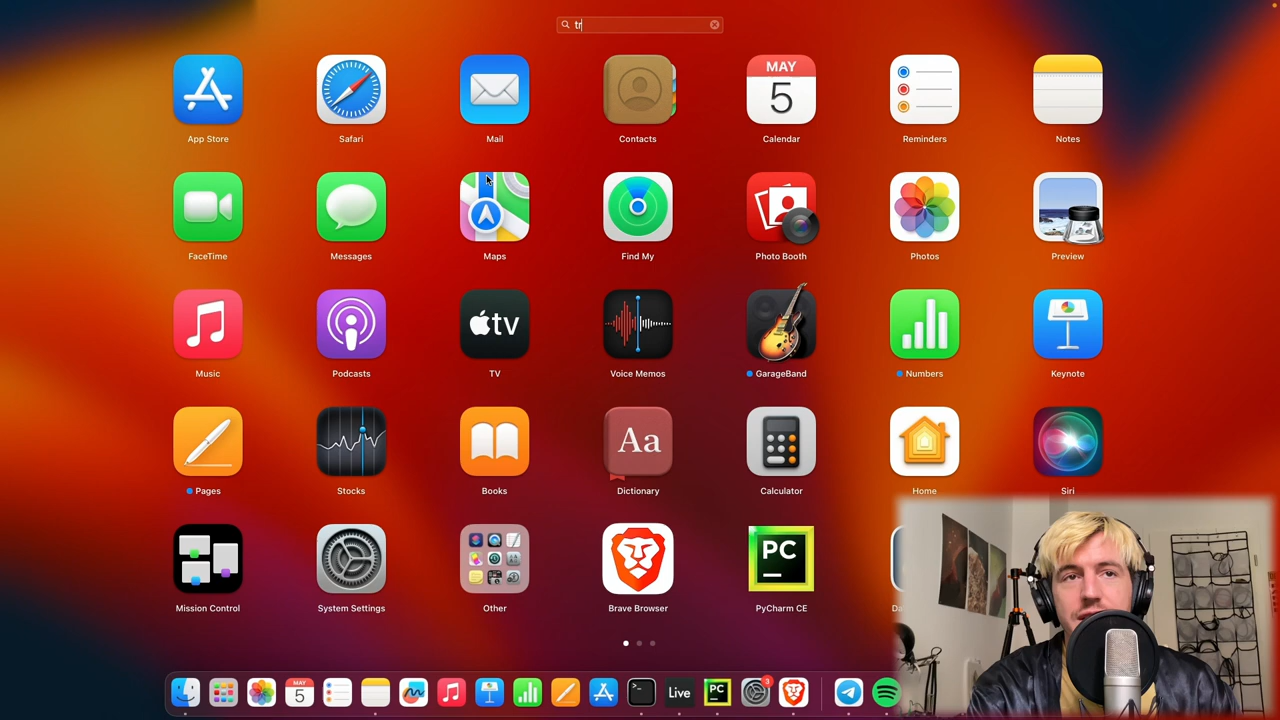 tr
MAY
5
App Store
Safari
Mail
Contacts
Calendar
Reminders
Notes
FaceTime
Messages
Maps
Find My
Photo Booth
Photos
Preview
tv
Music
Podcasts
TV
Voice Memos
GarageBand
Numbers
Keynote
Aa
Pages
Stocks
Books
Dictionary
Calculator
Home
Siri
PC
Mission Control
System Settings
Other
Brave Browser
PyCharm CE
MAY
5
Live
PC
3